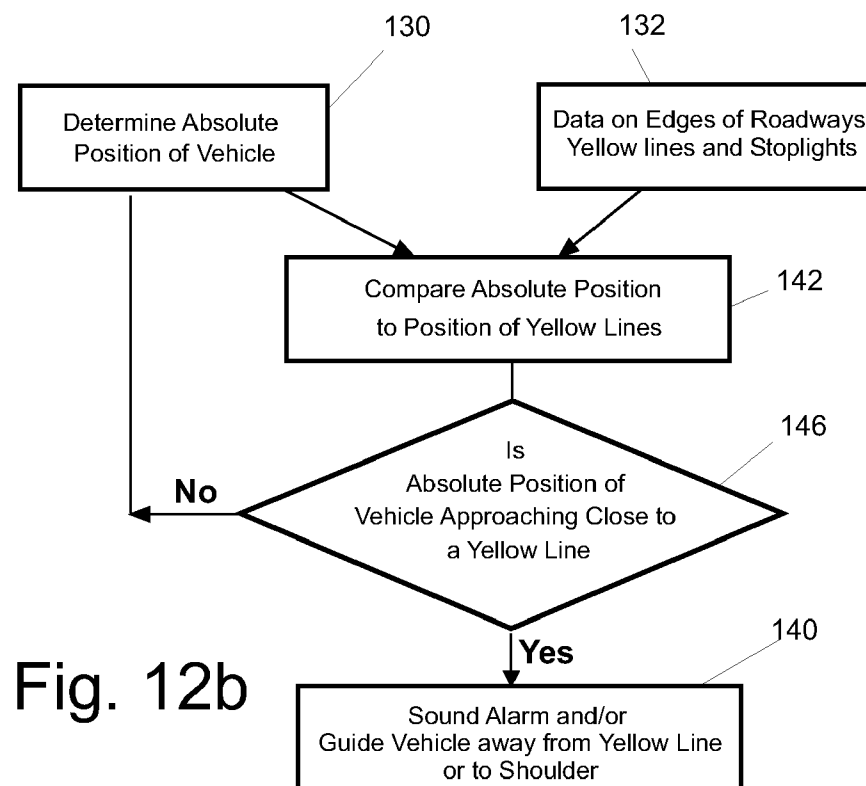 130
132
Determine Absolute
Position of Vehicle
Data on Edges of Roadways
Yellow lines and Stoplights
Compare Absolute Position
to Position of Yellow Lines
142
Is
Absolute Position of
Vehicle Approaching Close to
a Yellow Line
146
No
Yes
140
Sound Alarm and/or
Guide Vehicle away from Yellow Line
or to Shoulder
Fig. 12b